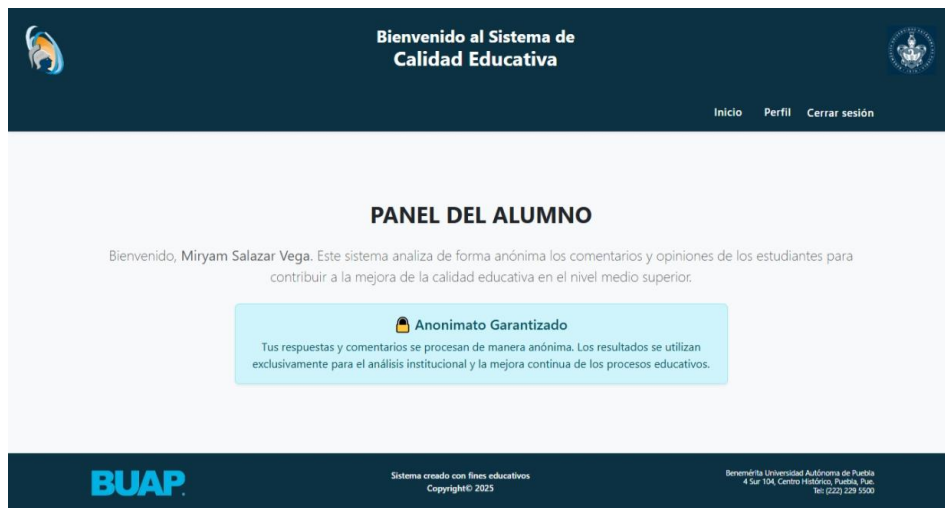 Bienvenido al Sistema de
Calidad Educativa
Inicio Perfil Cerrar sesión
PANEL DEL ALUMNO
Bienvenido, Miryam Salazar Vega. Este sistema analiza de forma anónima los comentarios y opiniones de los estudiantes para
contribuir a la mejora de la calidad educativa en el nivel medio superior.
Anonimato Garantizado
Tus respuestas y comentarios se procesan de manera anónima. Los resultados se utilizan
exclusivamente para el análisis institucional y la mejora continua de los procesos educativos.
BUAP.
Sistema creado con fines educativos
Copyright© 2025
Benemérita Universidad Autónoma de Puebla
4 Sur 104, Centro Histórico, Puebla, Pue.
Tel: (222) 229 5500